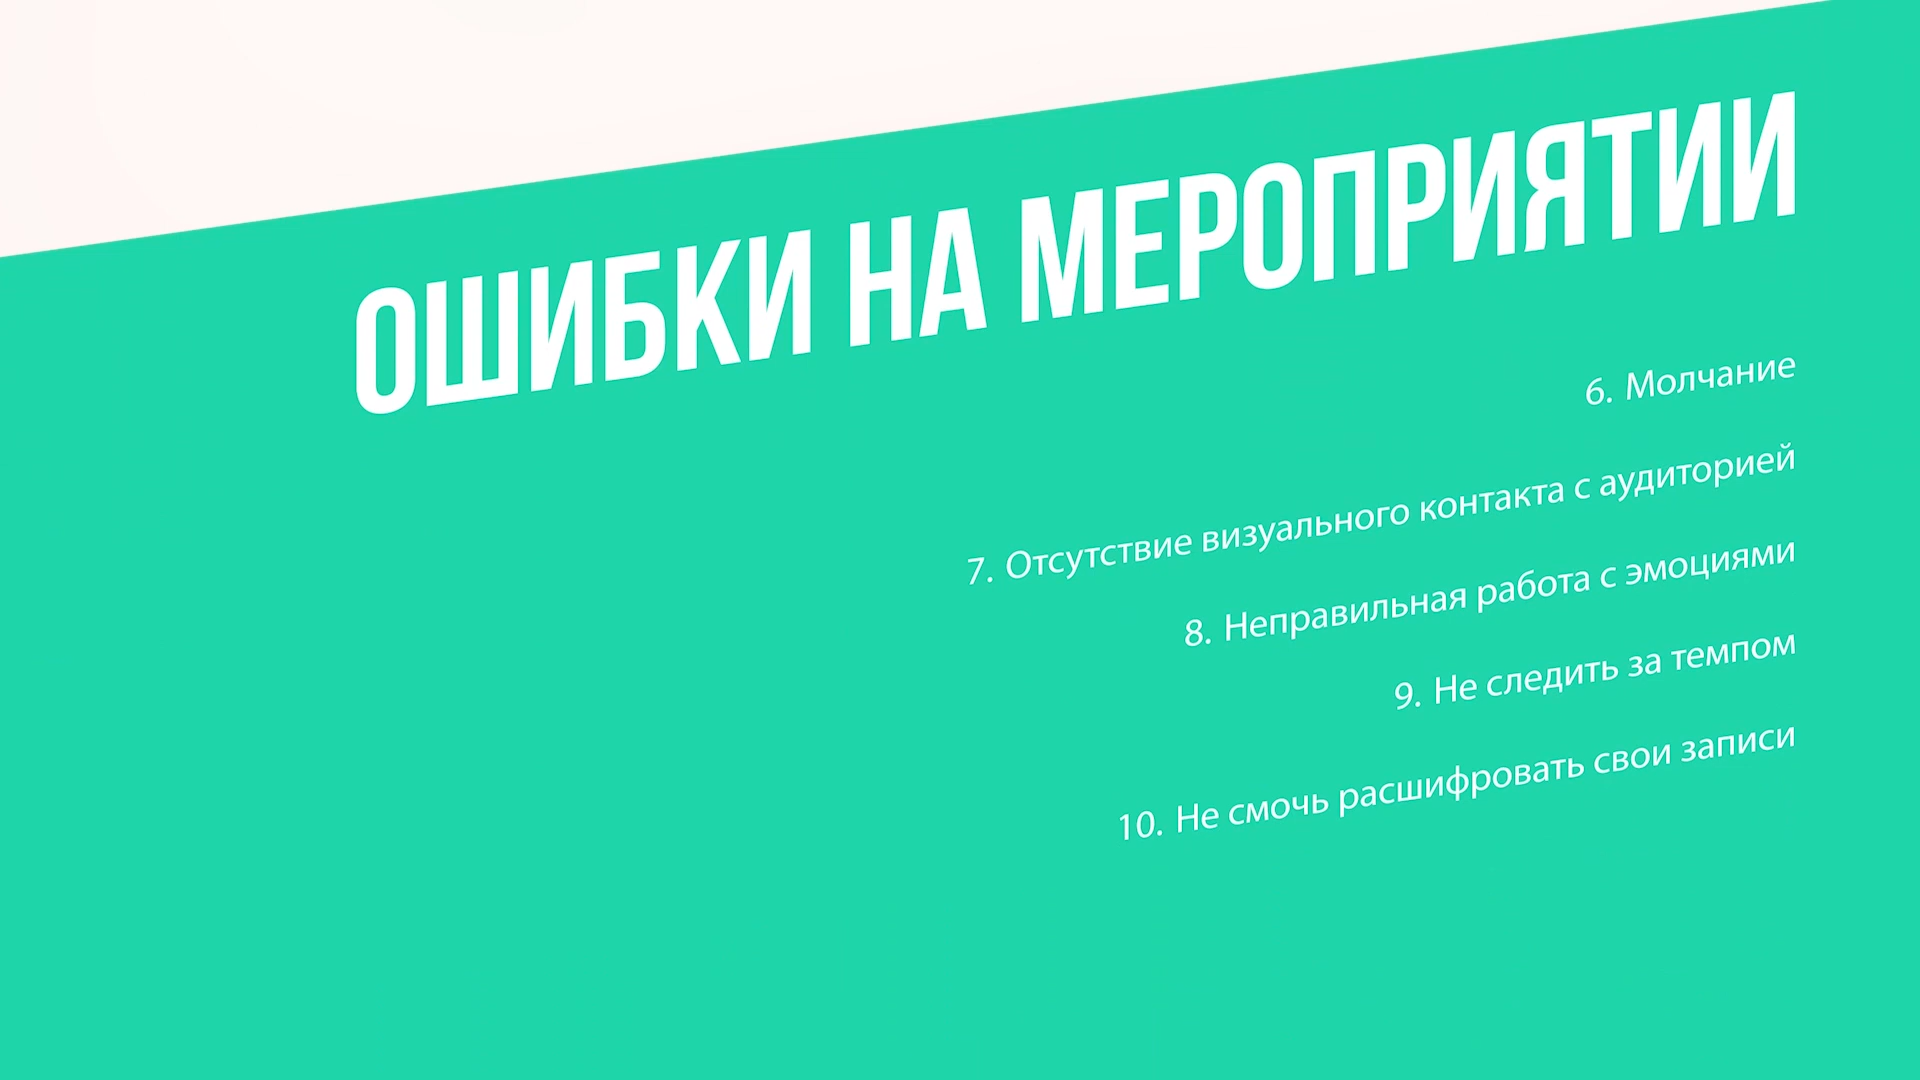 ОШИБКИ НА МЕРОПРИЯТИИ
6. Молчание
7. Отсутствие визуального контакта с аудиторией
8. Неправильная работа с эмоциями
9. Не следить за темпом
10. Не смочь расшифровать свои записи